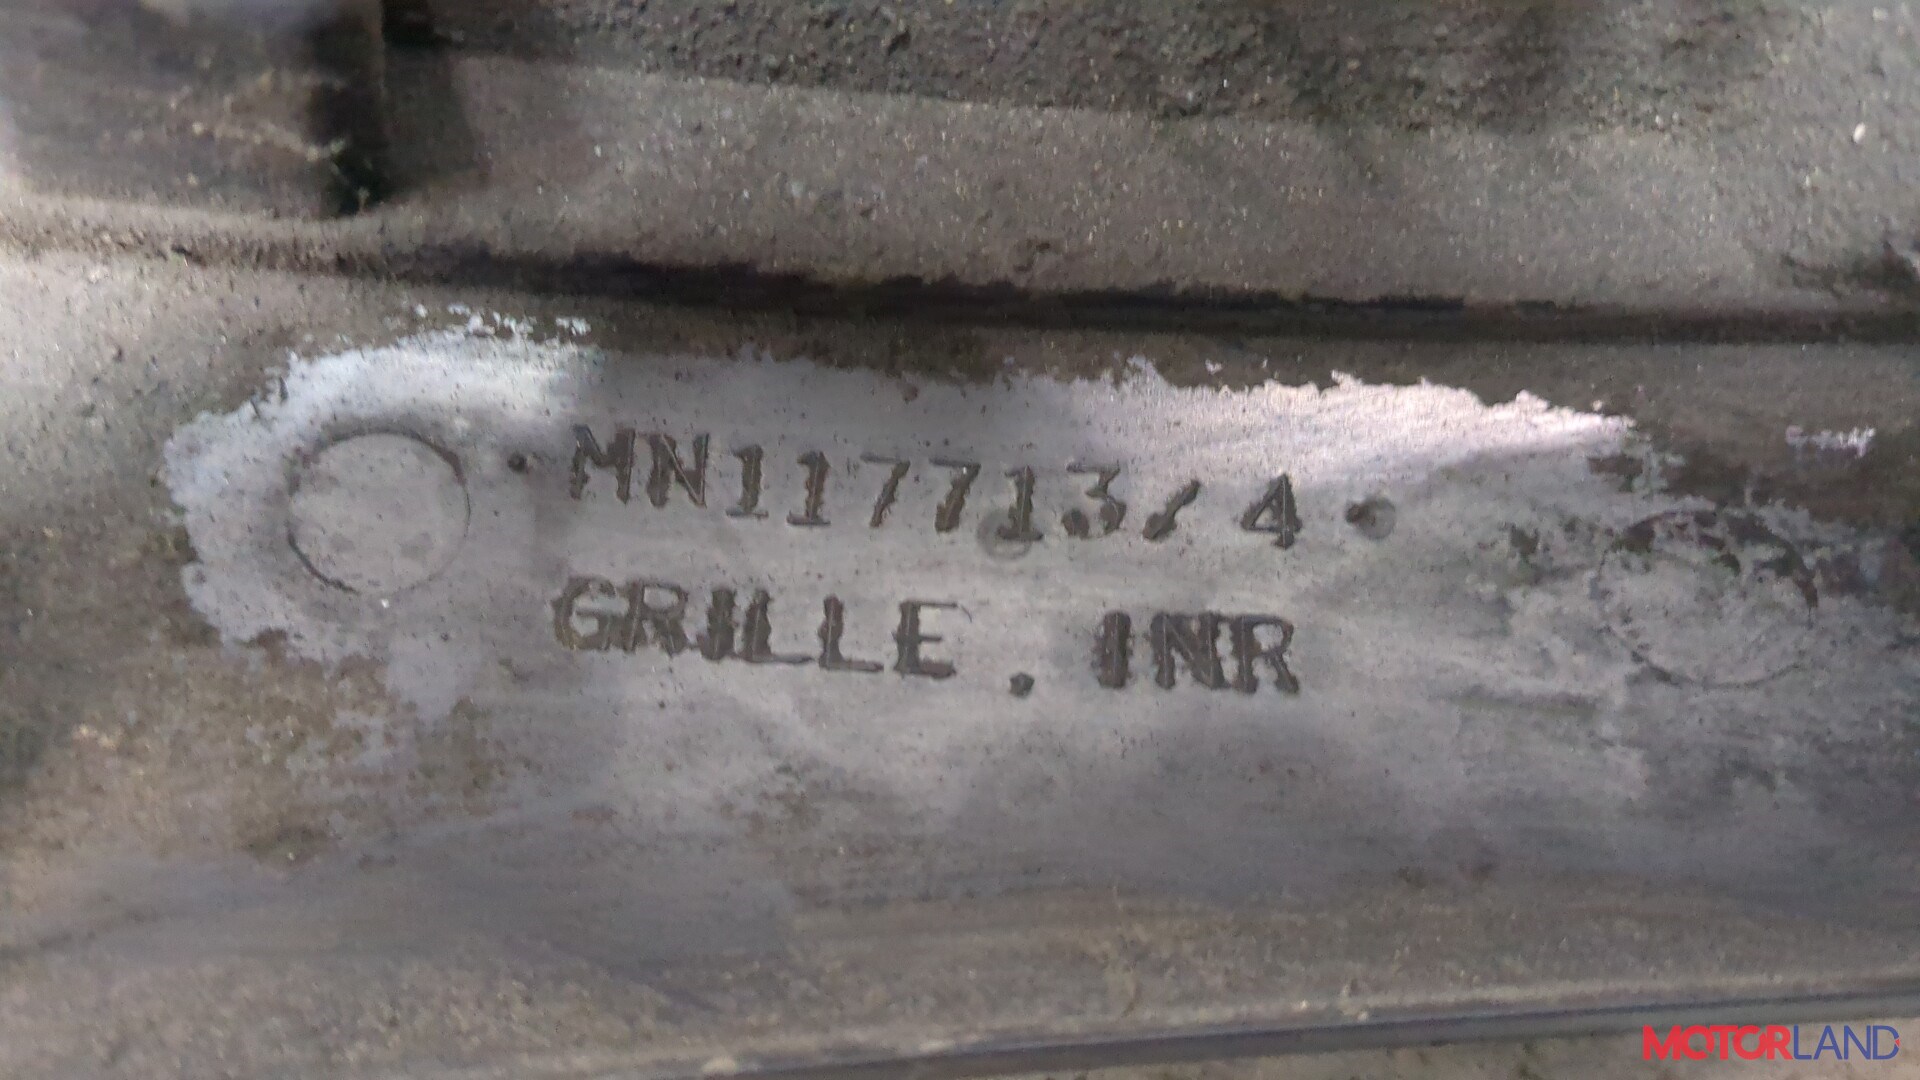 MN117713/4
GRILLE. INR
MOTORLAND